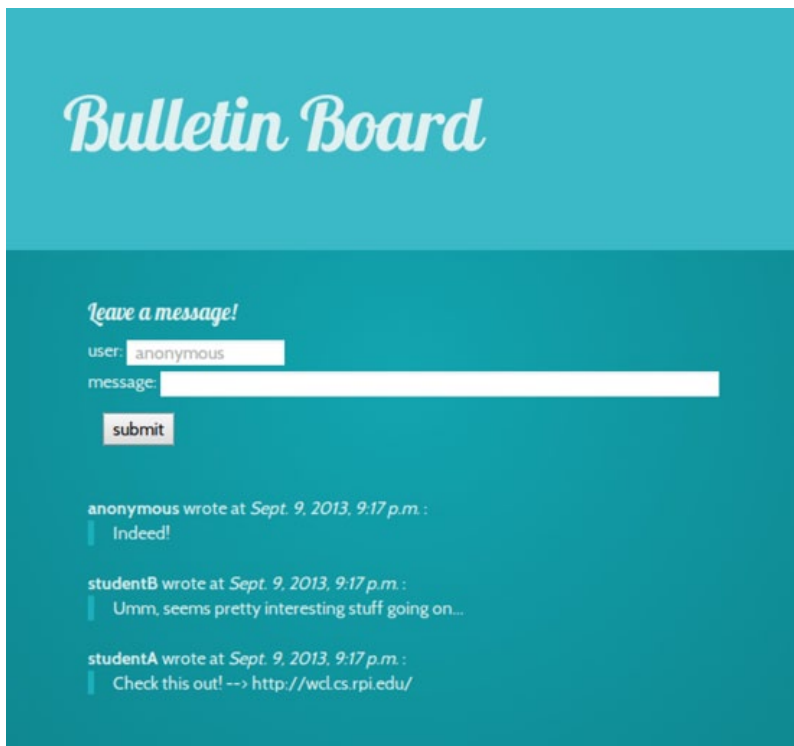 Bulletin Board
Leave a message!
user: anonymous
message:
submit
anonymous wrote at Sept. 9, 2013, 9:17 p.m. :
Indeed!
studentB wrote at Sept. 9, 2013, 9:17 p.m. :
Umm, seems pretty interesting stuff going on...
studentA wrote at Sept. 9, 2013, 9:17 p.m. :
Check this out! --> http://wcl.cs.rpi.edu/